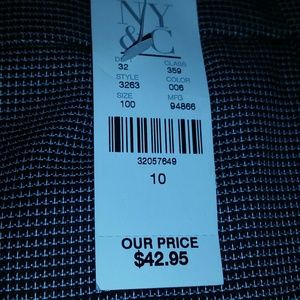 NY
&C
DEPT CLASS
32 359
STYLE COLOR
3263 006
SIZE MFG
100 94866
32057649
10
OUR PRICE
$42.95